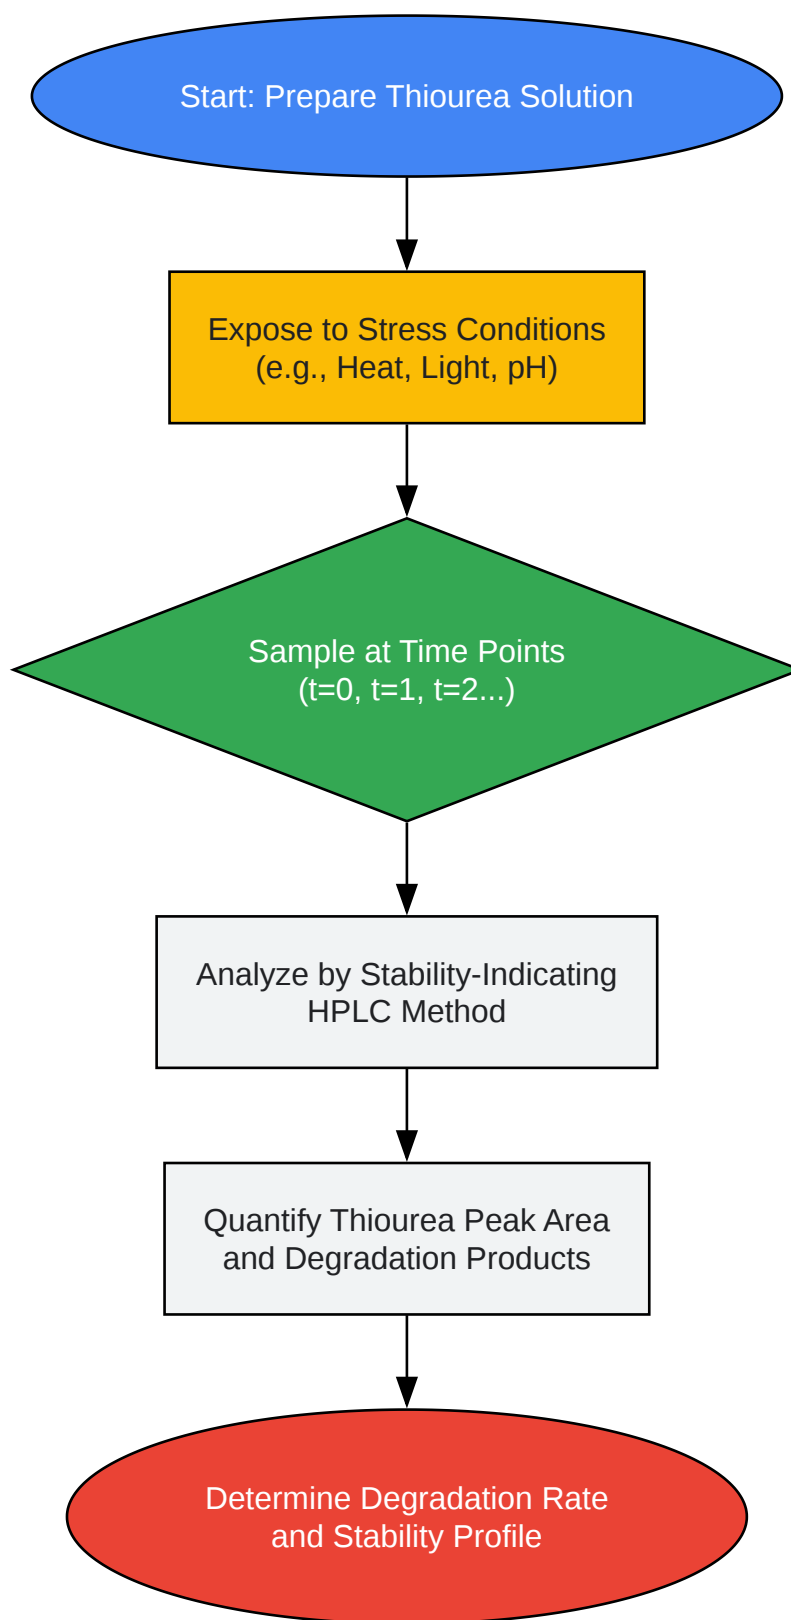 Start: Prepare Thiourea Solution
Expose to Stress Conditions
(e.g., Heat, Light, pH)
Sample at Time Points
(t=0, t=1, t=2...)
Analyze by Stability-Indicating
HPLC Method
Quantify Thiourea Peak Area
and Degradation Products
Determine Degradation Rate
and Stability Profile